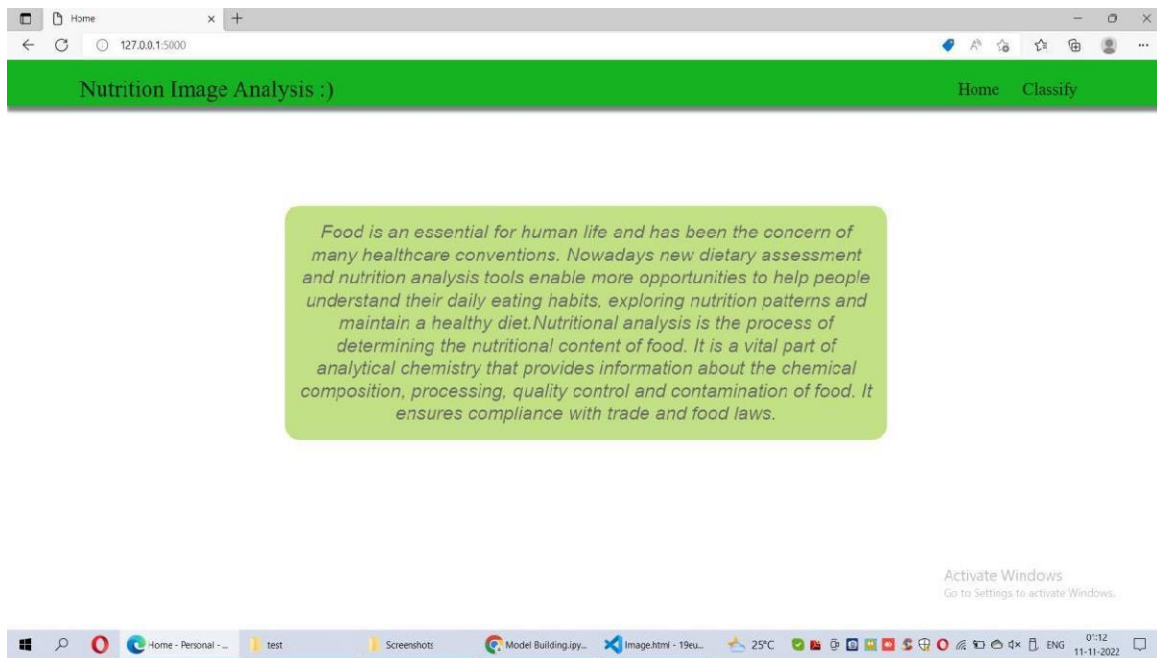 Home
127.0.0.1:5000
Nutrition Image Analysis :)
Home Classify
Food is an essential for human life and has been the concern of
many healthcare conventions. Nowadays new dietary assessment
and nutrition analysis tools enable more opportunities to help people
understand their daily eating habits, exploring nutrition patterns and
maintain a healthy diet.Nutritional analysis is the process of
determining the nutritional content of food. It is a vital part of
analytical chemistry that provides information about the chemical
composition, processing, quality control and contamination of food. It
ensures compliance with trade and food laws.
Activate Windows
Go to Settings to activate Windows.
Home - Personal - ... test Screenshots Model Building.ipy... Image.html - 19eu... 25°C ENG 01:12
11-11-2022